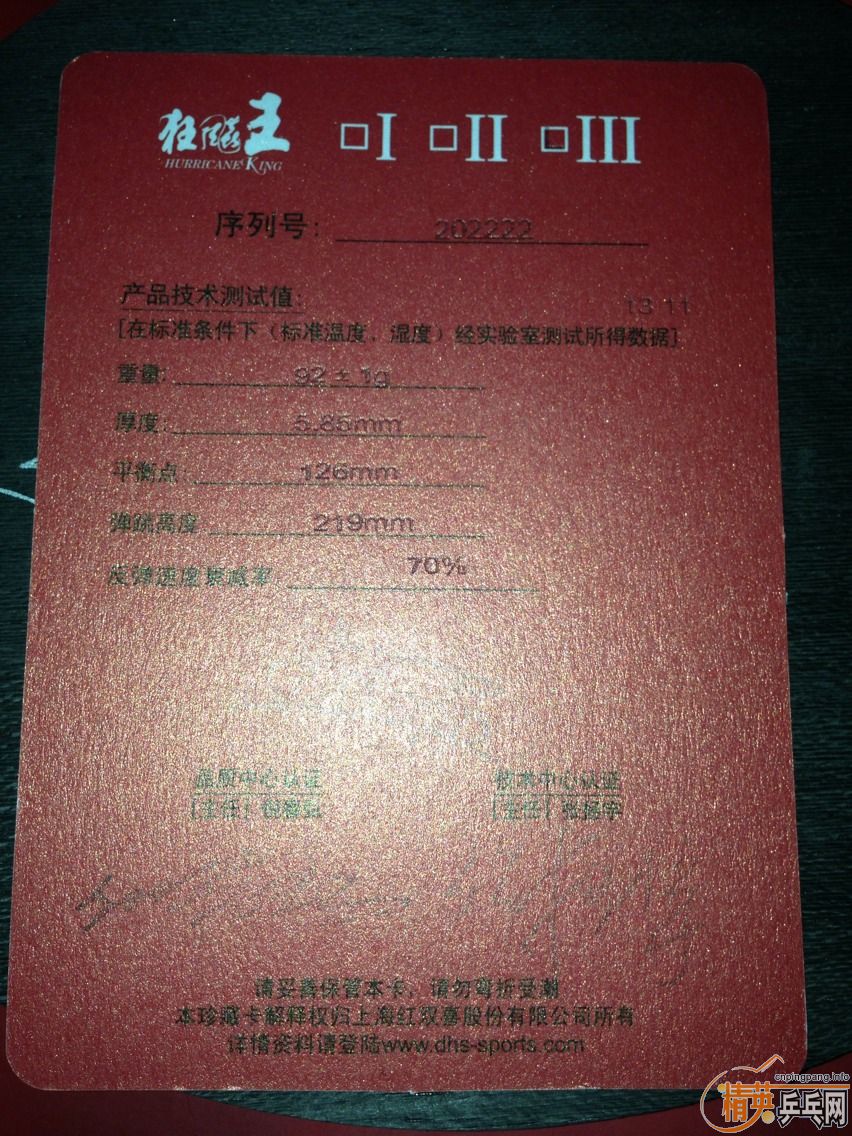 狂飚王 □I □II □III
HURRICANE KING
序列号: 202222
产品技术测试值: 13 11
[在标准条件下（标准温度，湿度）经实验室测试所得数据]
重量: 92 ± 1g
厚度: 5.85mm
平衡点: 126mm
弹跳高度 219mm
反弹速度衰减率 70%
品质中心认证 技术中心认证
[主任] [主任] 张扬宇
请妥善保管本卡，请勿弯折受潮
本珍藏卡解释权归上海红双喜股份有限公司所有
详情资料请登陆www.dhs-sports.com
cnpingpang.info
精英乒乓网